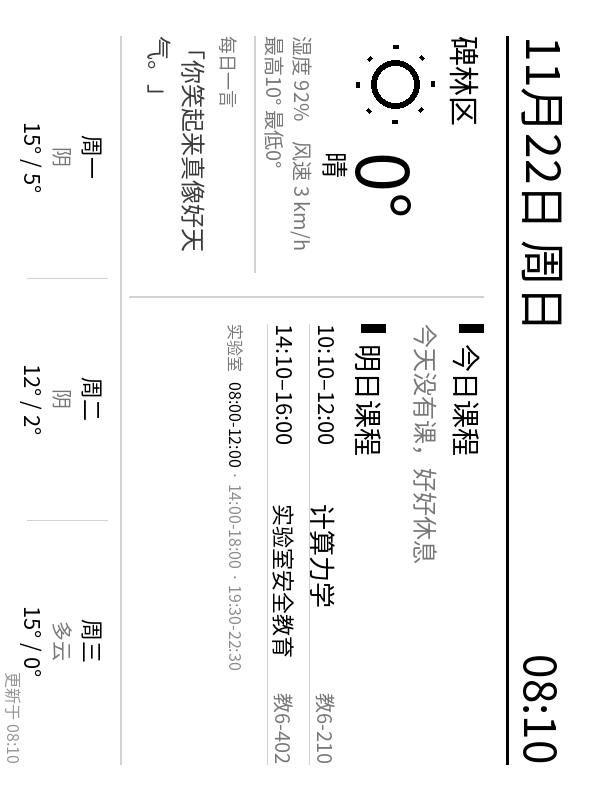 11月22日 周日
08:10
碑林区
0°
晴
湿度 92% 风速 3 km/h
最高10° 最低0°
每日一言
「你笑起来真像好天
气。」
今日课程
今天没有课，好好休息
明日课程
10:10–12:00 计算力学 教6-210
14:10–16:00 实验室安全教育 教6-402
实验室 08:00-12:00 · 14:00-18:00 · 19:30-22:30
周一
阴
15° / 5°
周二
阴
12° / 2°
周三
多云
15° / 0°
更新于 08:10